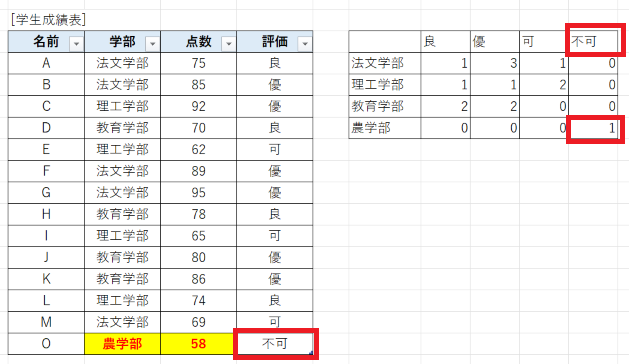 [学生成績表]
名前 学部 点数 評価
A 法文学部 75 良
B 法文学部 85 優
C 理工学部 92 優
D 教育学部 70 良
E 理工学部 62 可
F 法文学部 89 優
G 法文学部 95 優
H 教育学部 78 良
I 理工学部 65 可
J 教育学部 80 優
K 教育学部 86 優
L 理工学部 74 良
M 法文学部 69 可
O 農学部 58 不可
良 優 可 不可
法文学部 1 3 1 0
理工学部 1 1 2 0
教育学部 2 2 0 0
農学部 0 0 0 1